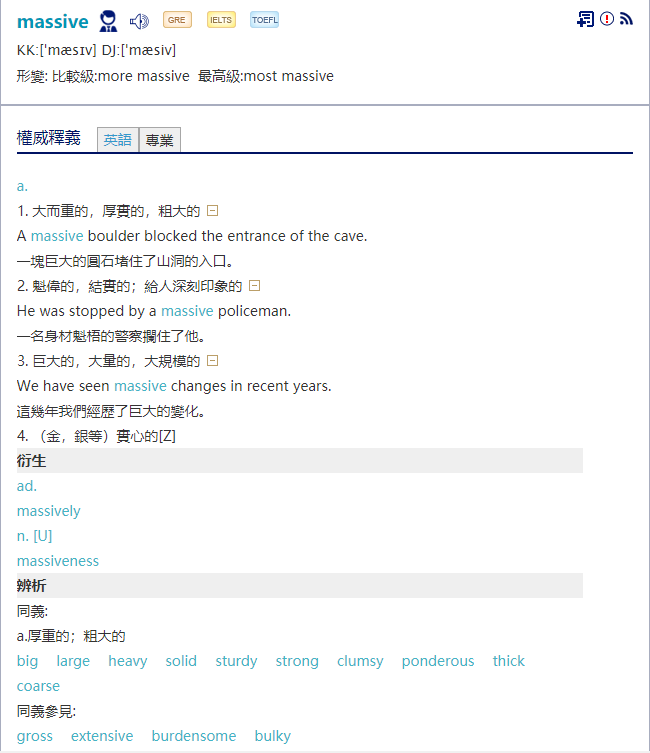 massive GRE IELTS TOEFL
KK:['mæsɪv] DJ:['mæsiv]
形變: 比較級:more massive 最高級:most massive
權威釋義 英語 專業
a.
1. 大而重的，厚實的，粗大的
A massive boulder blocked the entrance of the cave.
一塊巨大的圓石堵住了山洞的入口。
2. 魁偉的，結實的；給人深刻印象的
He was stopped by a massive policeman.
一名身材魁梧的警察攔住了他。
3. 巨大的，大量的，大規模的
We have seen massive changes in recent years.
這幾年我們經歷了巨大的變化。
4. （金，銀等）實心的[Z]
衍生
ad.
massively
n. [U]
massiveness
辨析
同義:
a.厚重的；粗大的
big large heavy solid sturdy strong clumsy ponderous thick
coarse
同義參見:
gross extensive burdensome bulky